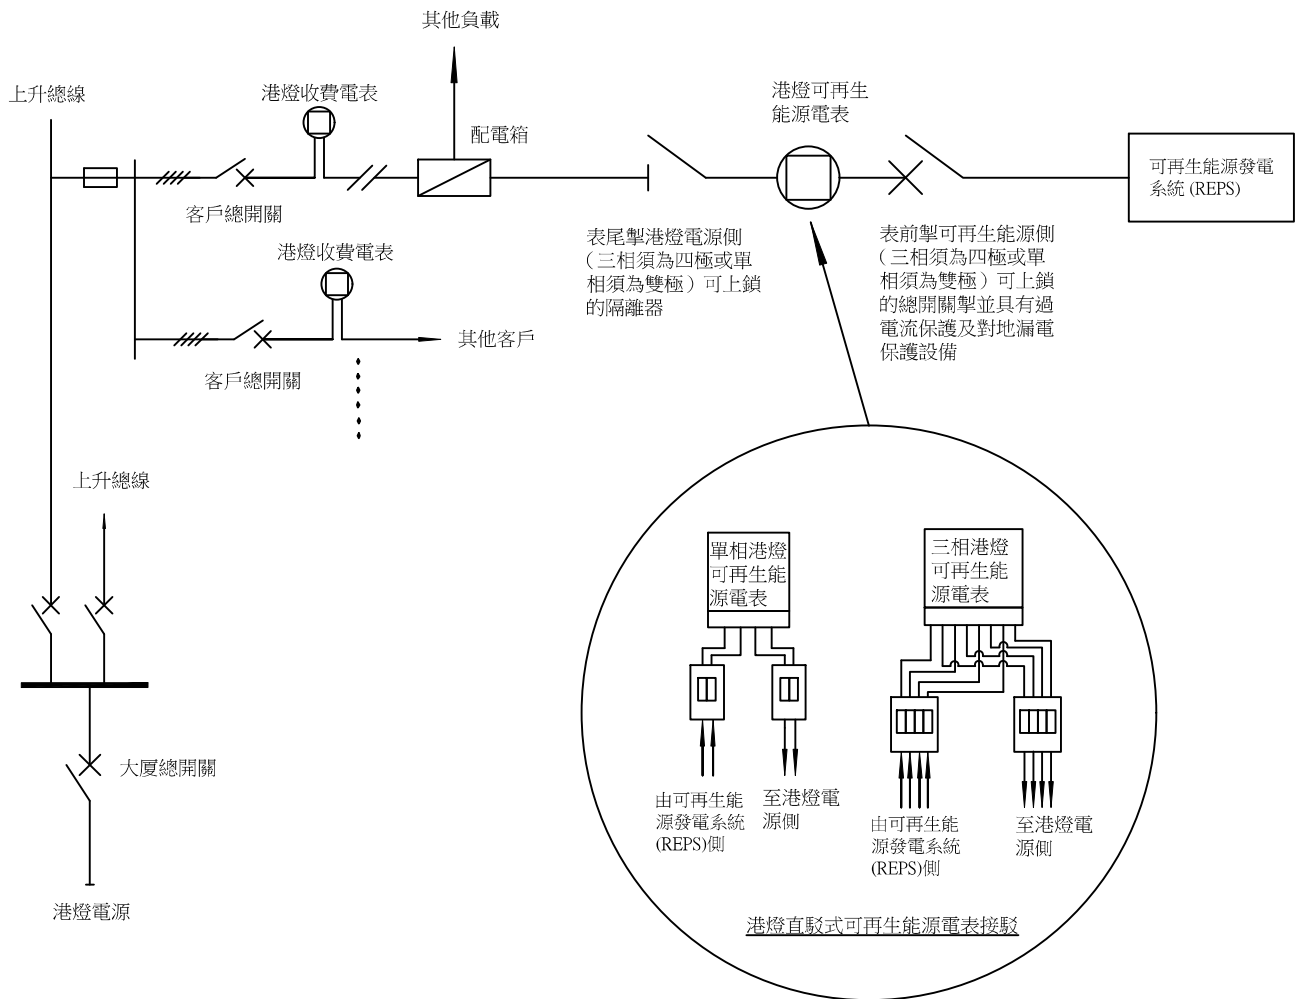 其他負載
上升總線
港燈收費電表
配電箱
港燈可再生
能源電表
可再生能源發電
系統 (REPS)
客戶總開關
表尾掣港燈電源側
（三相須為四極或單
相須為雙極）可上鎖
的隔離器
表前掣可再生能源側
（三相須為四極或單
相須為雙極）可上鎖
的總開關掣並具有過
電流保護及對地漏電
保護設備
港燈收費電表
其他客戶
客戶總開關
上升總線
大廈總開關
港燈電源
單相港燈
可再生能
源電表
三相港燈
可再生能
源電表
由可再生能
源發電系統
(REPS)側
至港燈電
源側
由可再生能
源發電系統
(REPS)側
至港燈電
源側
港燈直駁式可再生能源電表接駁